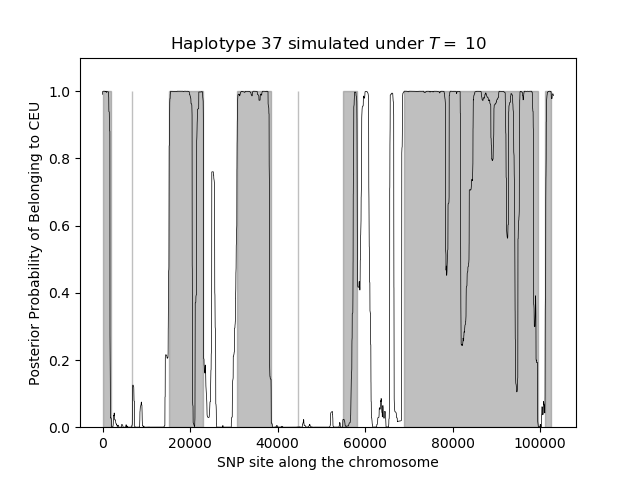 Haplotype 37 simulated under T = 10
Posterior Probability of Belonging to CEU
1.0
0.8
0.6
0.4
0.2
0.0
0 20000 40000 60000 80000 100000
SNP site along the chromosome